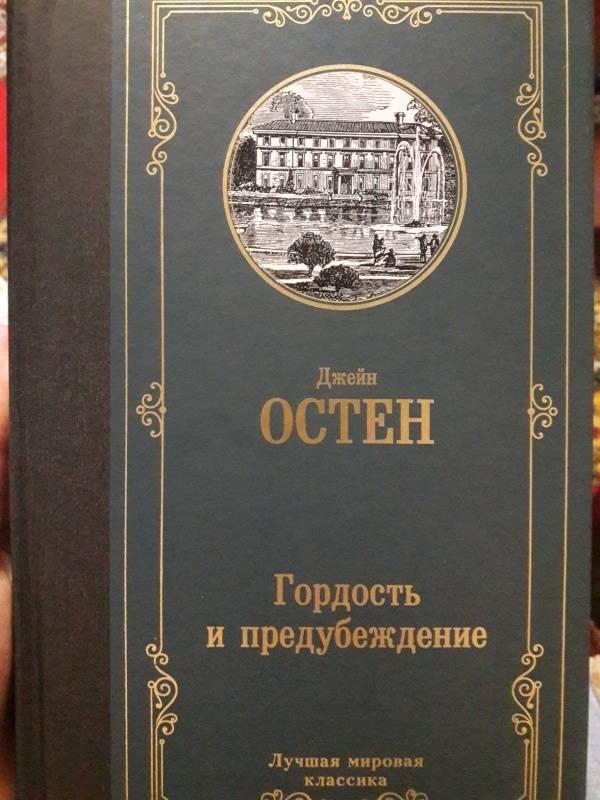 Джейн
ОСТЕН
Гордость
и предубеждение
Лучшая мировая
классика